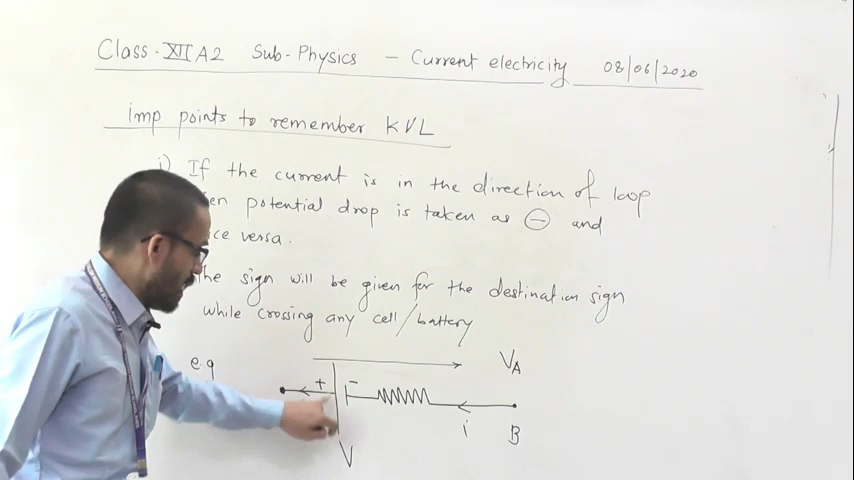 Class - XII A2 Sub-Physics - Current electricity 08/06/2020
imp points to remember KVL
i) If the current is in the direction of loop
potential drop is taken as ⊖ and
versa.
sign will be given for the destination sign
while crossing any cell/battery
e.g
V_A
+ -
i
B
V